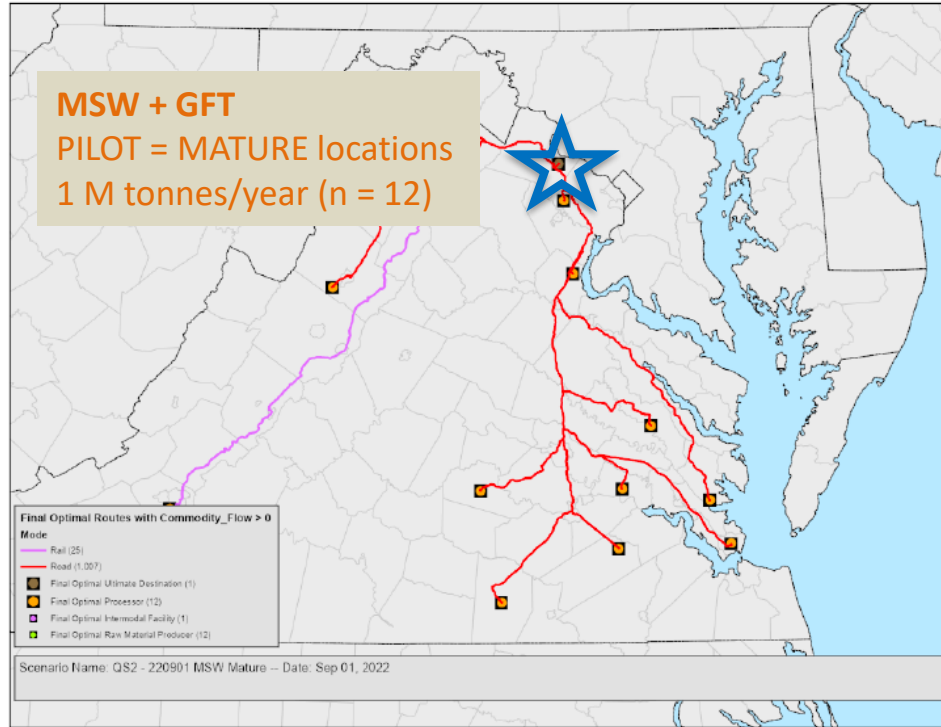 MSW + GFT
PILOT = MATURE locations
1 M tonnes/year (n = 12)
Final Optimal Routes with Commodity_Flow > 0
Mode
Rail (25)
Road (1,007)
Final Optimal Ultimate Destination (1)
Final Optimal Processor (12)
Final Optimal Intermodal Facility (1)
Final Optimal Raw Material Producer (12)
Scenario Name: QS2 - 220901 MSW Mature -- Date: Sep 01, 2022